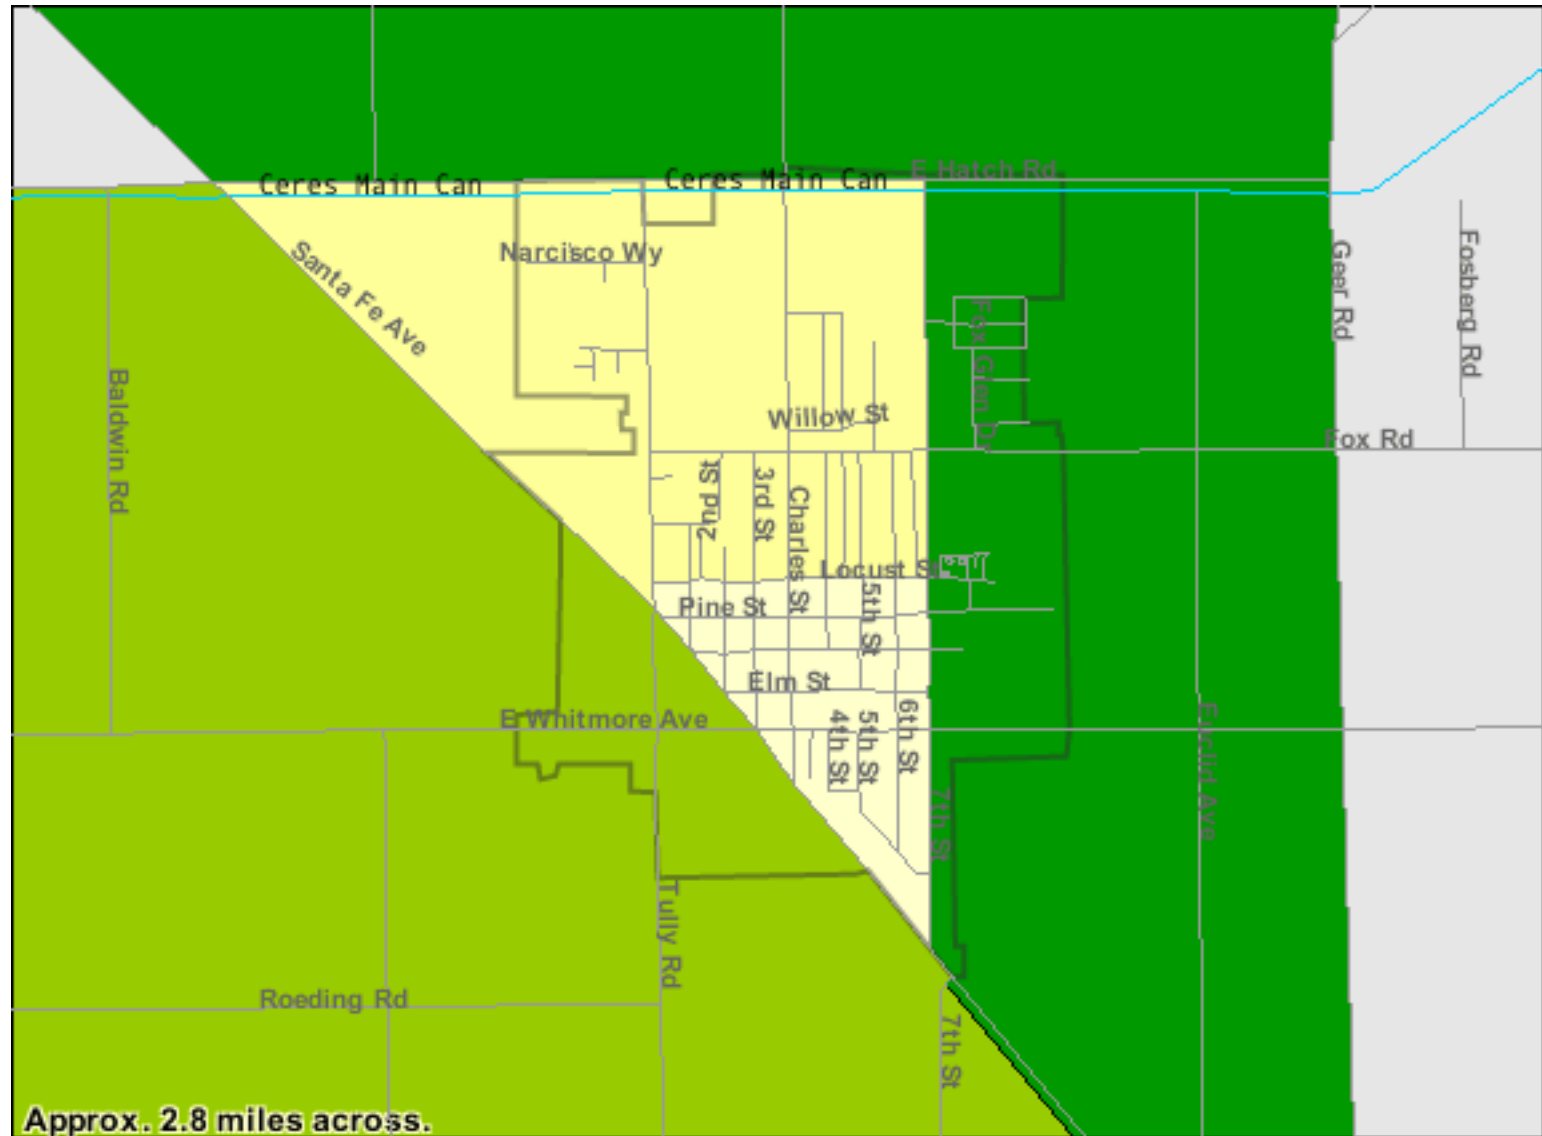 E Hatch Rd
Ceres Main Can
Ceres Main Can
Narcisco Wy
Santa Fe Ave
Geer Rd
Fosberg Rd
Fox Glen Dr
Baldwin Rd
Willow St
Fox Rd
2nd St
3rd St
Charles St
Locust St
5th St
Pine St
Elm St
E Whitmore Ave
4th St
5th St
6th St
7th St
Euclid Ave
Tully Rd
Roeding Rd
7th St
Approx. 2.8 miles across.